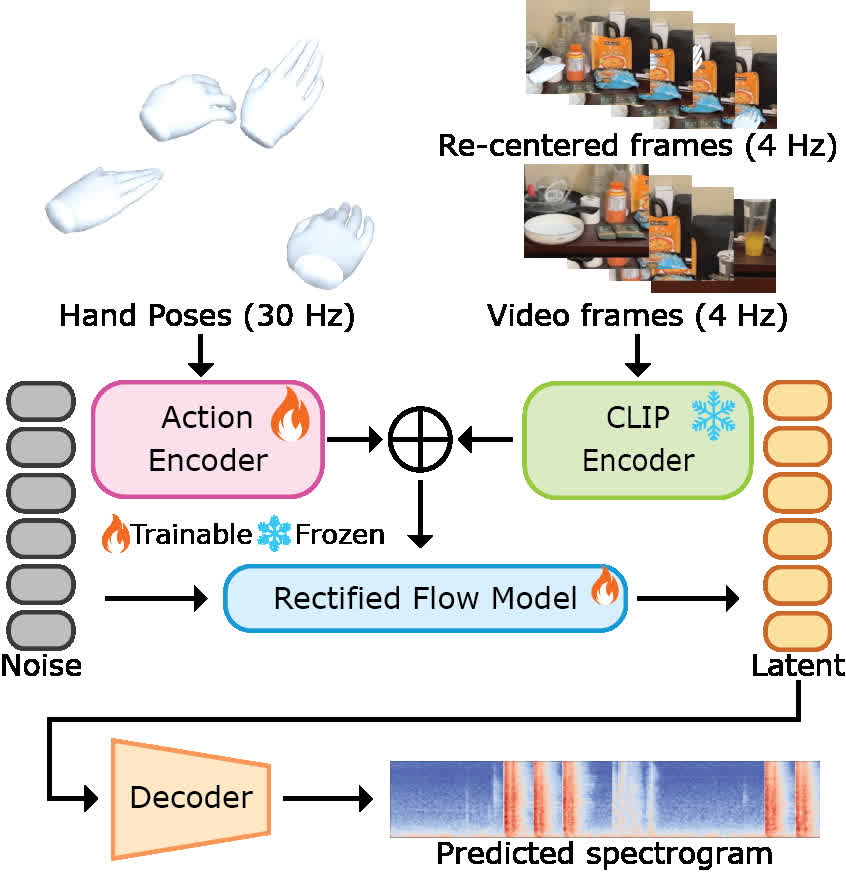 Re-centered frames (4 Hz)
Hand Poses (30 Hz)
Video frames (4 Hz)
Action
Encoder
CLIP
Encoder
Trainable
Frozen
Rectified Flow Model
Noise
Latent
Decoder
Predicted spectrogram